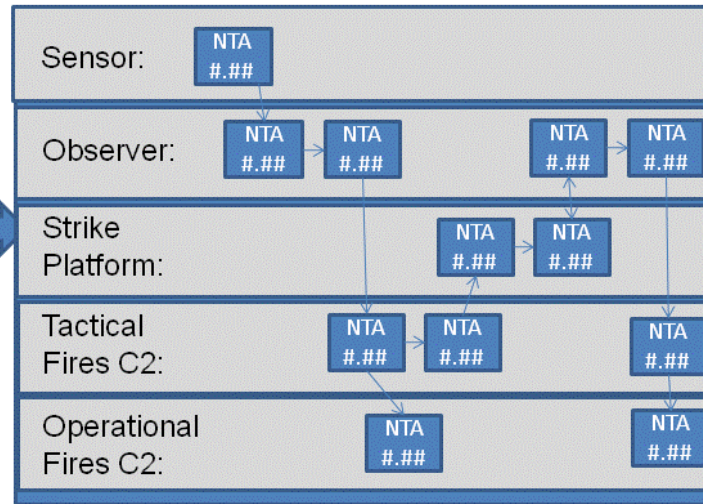 Sensor:
NTA
#.##
Observer:
NTA
#.##
NTA
#.##
NTA
#.##
NTA
#.##
Strike
Platform:
NTA
#.##
NTA
#.##
Tactical
Fires C2:
NTA
#.##
NTA
#.##
NTA
#.##
Operational
Fires C2:
NTA
#.##
NTA
#.##